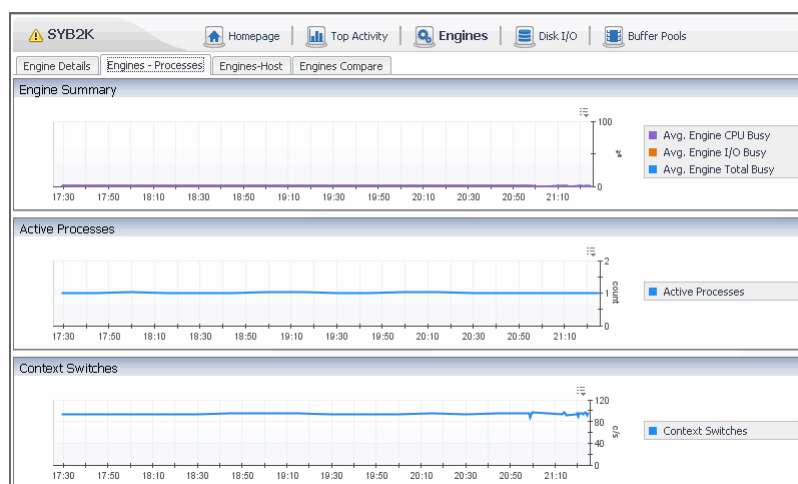 SYB2K
Homepage
Top Activity
Engines
Disk I/O
Buffer Pools
Engine Details
Engines - Processes
Engines-Host
Engines Compare
Engine Summary
100
%
0
17:30 17:50 18:10 18:30 18:50 19:10 19:30 19:50 20:10 20:30 20:50 21:10
Avg. Engine CPU Busy
Avg. Engine I/O Busy
Avg. Engine Total Busy
Active Processes
2
1
count
0
17:30 17:50 18:10 18:30 18:50 19:10 19:30 19:50 20:10 20:30 20:50 21:10
Active Processes
Context Switches
120
80
c/s
40
0
17:30 17:50 18:10 18:30 18:50 19:10 19:30 19:50 20:10 20:30 20:50 21:10
Context Switches